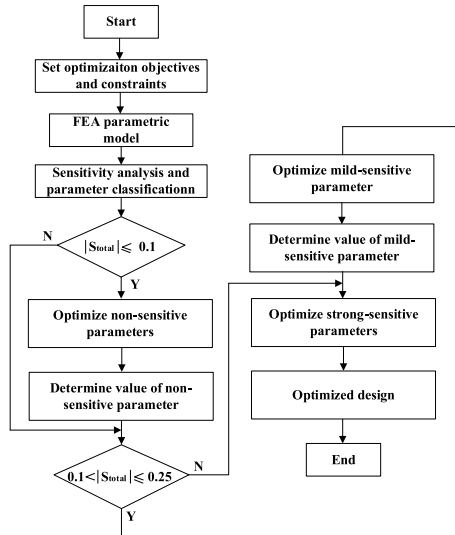 Start
Set optimizaiton objectives
and constraints
FEA parametric
model
Sensitivity analysis and
parameter classificationn
N
|Stotal|≤ 0.1
Y
Optimize non-sensitive
parameters
Determine value of non-
sensitive parameter
0.1<|Stotal|≤ 0.25
N
Y
Optimize mild-sensitive
parameter
Determine value of mild-
sensitive parameter
Optimize strong-sensitive
parameters
Optimized design
End